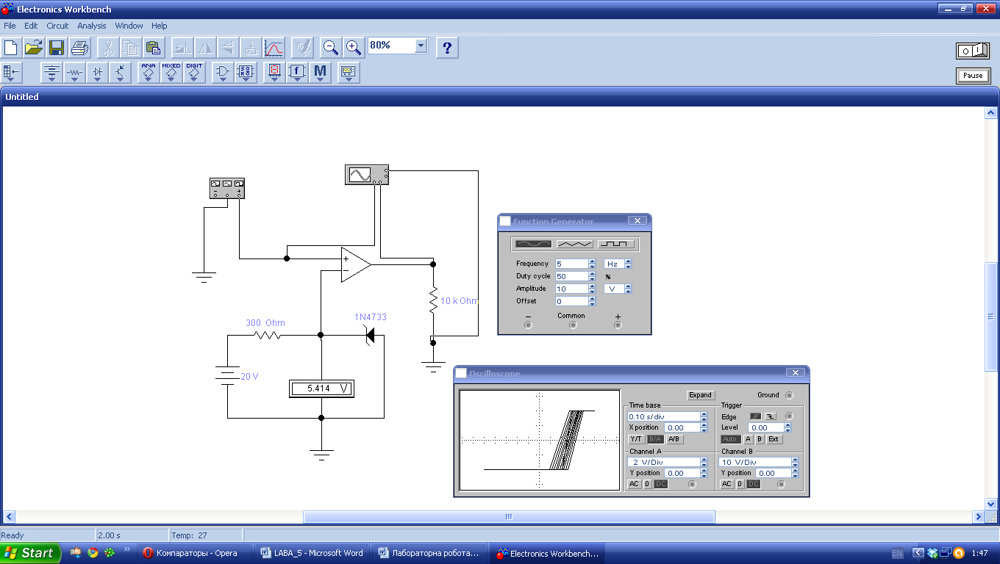 Electronics Workbench
File Edit Circuit Analysis Window Help
80%
?
ANA MIXED DIGIT
f M
O I
Pause
Untitled
10 k Ohm
300 Ohm
1N4733
20 V
5.414 V
Function Generator
Frequency 5 Hz
Duty cycle 50 %
Amplitude 10 V
Offset 0
− Common +
Oscilloscope
Expand Ground
Time base Trigger
0.10 s/div Edge
X position 0.00 Level 0.00
Y/T B/A A/B Auto A B Ext
Channel A Channel B
2 V/Div 10 V/Div
Y position 0.00 Y position 0.00
AC 0 DC AC 0 DC
Ready 2.00 s Temp: 27
Start Компараторы - Opera LABA_5 - Microsoft Word Лабораторна робота... Electronics Workbench... EN 1:47